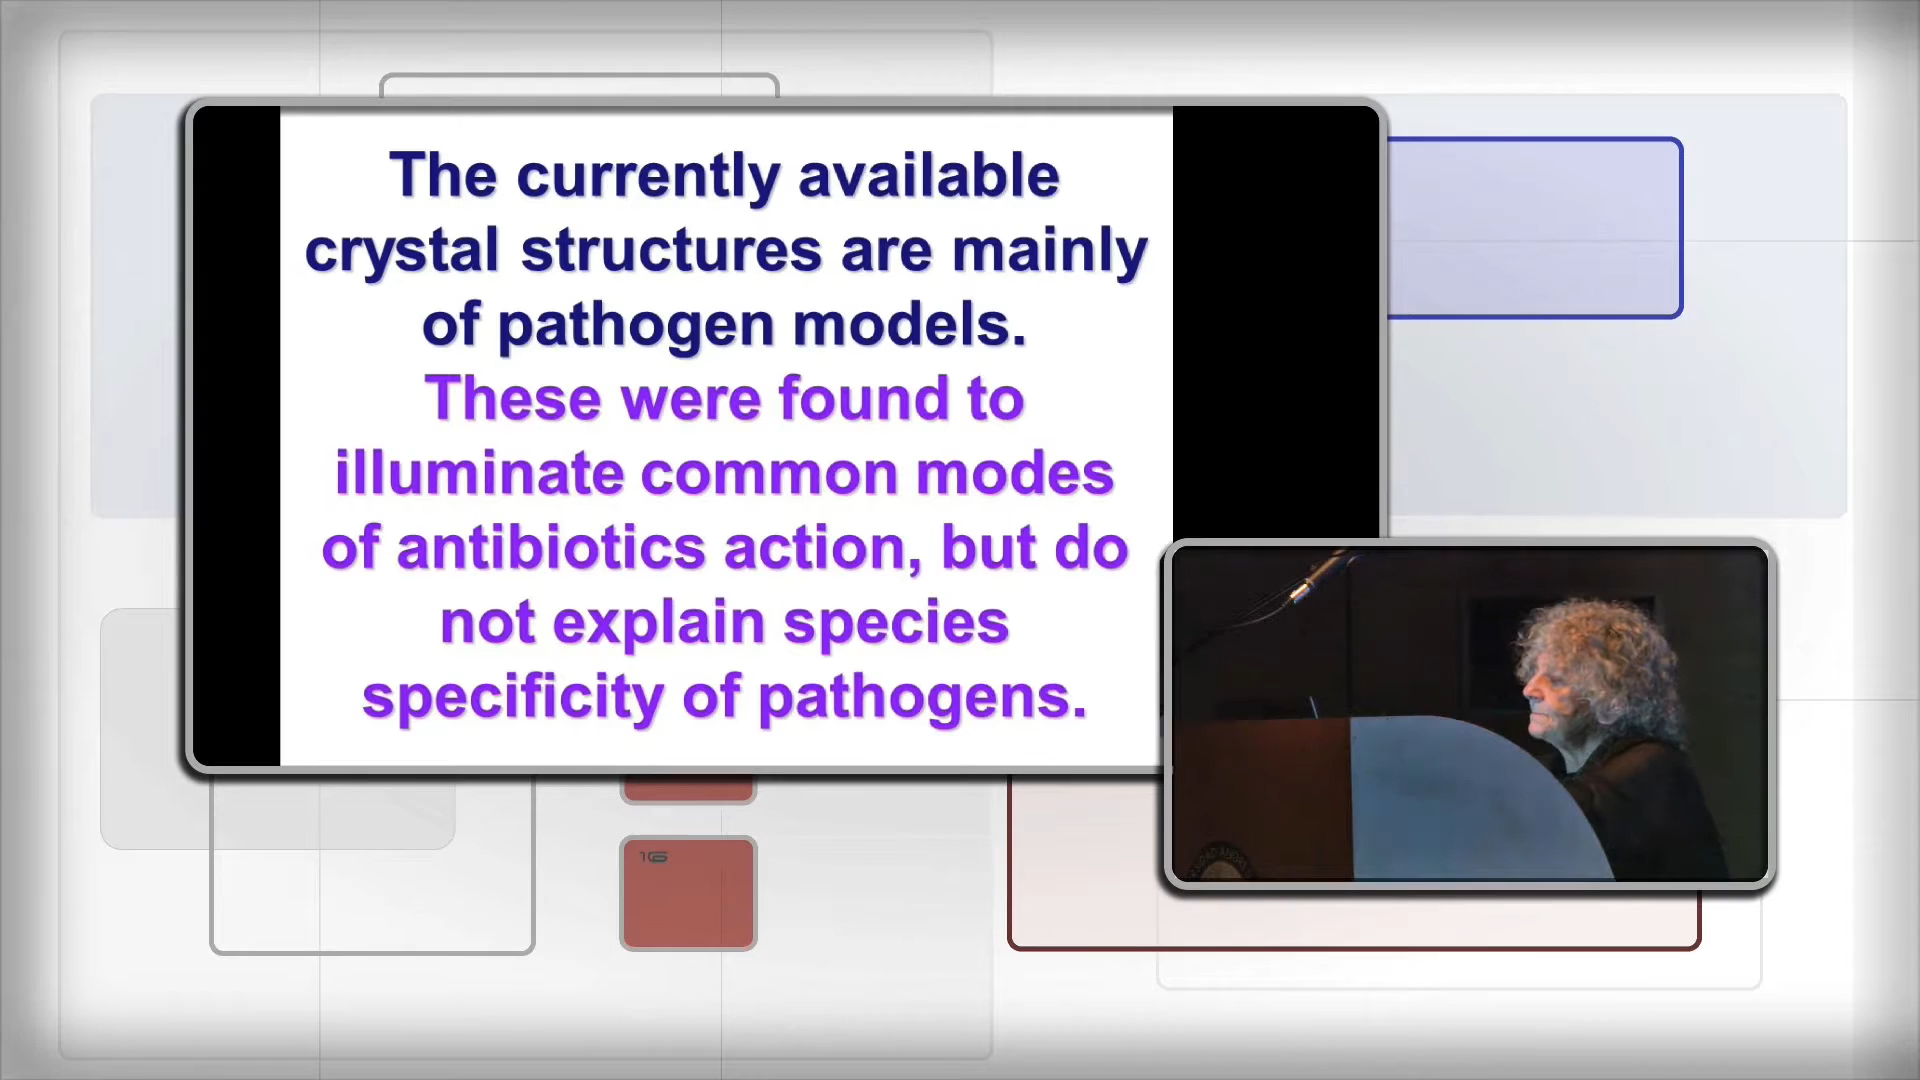 The currently available
crystal structures are mainly
of pathogen models.
These were found to
illuminate common modes
of antibiotics action, but do
not explain species
specificity of pathogens.
16